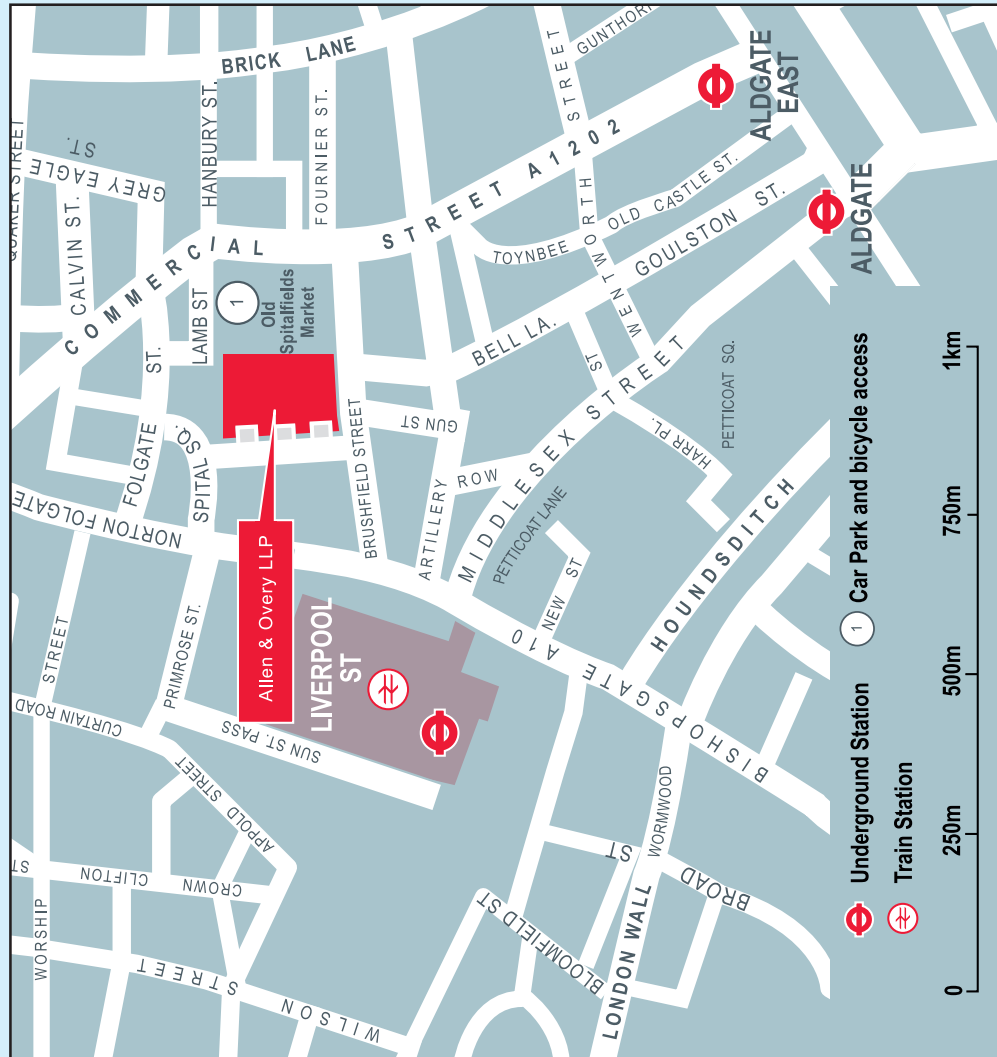 QUAKER STREET
GREY EAGLE
ST.
CALVIN ST.
HANBURY ST.
BRICK LANE
FOURNIER ST.
COMMERCIAL
STREET A1202
LAMB ST
1
Old
Spitalfields
Market
FOLGATE
ST.
SPITAL SQ.
NORTON FOLGATE
BRUSHFIELD STREET
GUN ST
ARTILLERY
ROW
BELL LA.
TOYNBEE
OLD CASTLE ST.
GOULSTON ST.
WENTWORTH STREET
GUNTHOR
ALDGATE
EAST
ALDGATE
ST
MIDDLESEX STREET
PETTICOAT LANE
PETTICOAT SQ.
HARR PL.
NEW ST
HOUNDSDITCH
BISHOPSGATE A10
Allen & Overy LLP
LIVERPOOL
ST
SUN ST. PASS
PRIMROSE ST.
WORSHIP
STREET
CURTAIN ROAD
APPOLD STREET
CLIFTON
ST
CROWN
WILSON
STREET
BLOOMFIELD ST
LONDON WALL
WORMWOOD
BROAD
ST
Underground Station
Train Station
1
Car Park and bicycle access
0
250m
500m
750m
1km